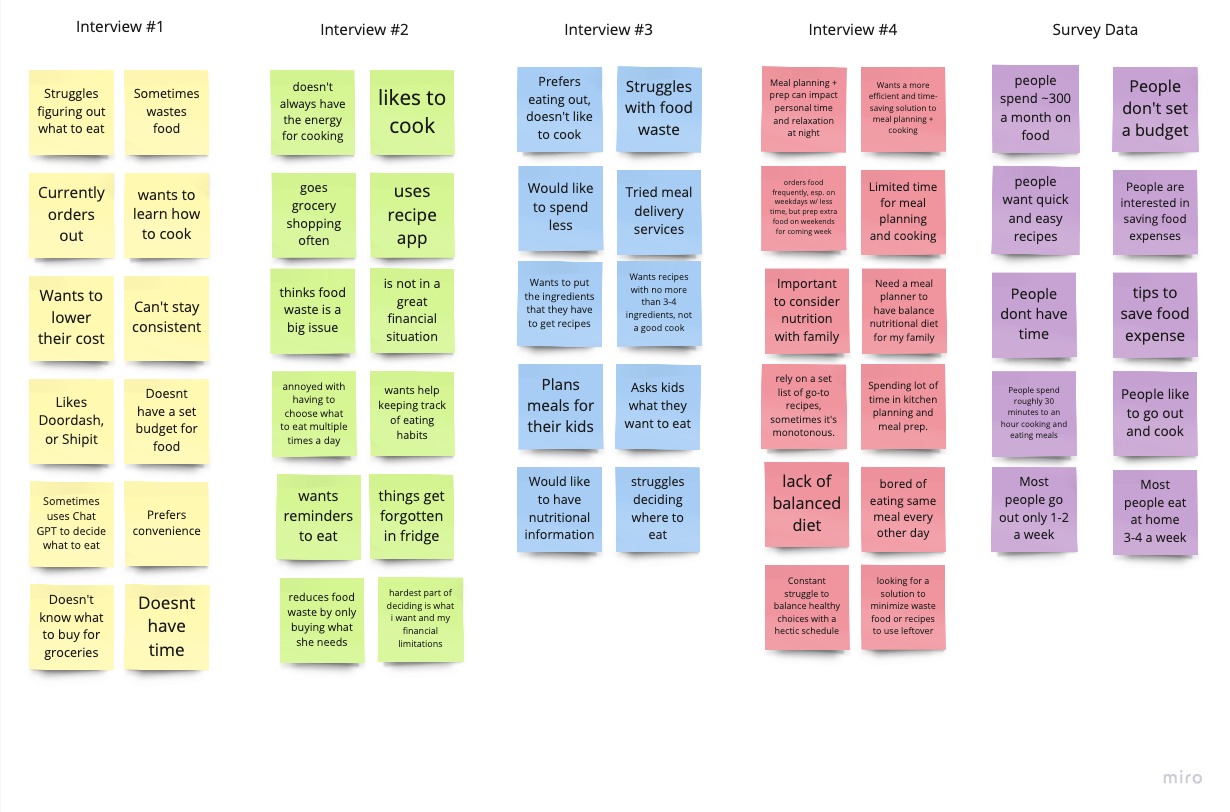 Interview #1
Struggles
figuring out
what to eat
Sometimes
wastes
food
Currently
orders
out
wants to
learn how
to cook
Wants to
lower
their cost
Can't stay
consistent
Likes
Doordash,
or Shipit
Doesnt
have a set
budget for
food
Sometimes
uses Chat
GPT to decide
what to eat
Prefers
convenience
Doesn't
know what
to buy for
groceries
Doesnt
have
time
Interview #2
doesn't
always have
the energy
for cooking
likes to
cook
goes
grocery
shopping
often
uses
recipe
app
thinks food
waste is a
big issue
is not in a
great
financial
situation
annoyed with
having to
choose what
to eat multiple
times a day
wants help
keeping track
of eating
habits
wants
reminders
to eat
things get
forgotten
in fridge
reduces food
waste by only
buying what
she needs
hardest part of
deciding is what
i want and my
financial
limitations
Interview #3
Prefers
eating out,
doesn't like
to cook
Struggles
with food
waste
Would like
to spend
less
Tried meal
delivery
services
Wants to put
the ingredients
that they have
to get recipes
Wants recipes
with no more
than 3-4
ingredients, not
a good cook
Plans
meals for
their kids
Asks kids
what they
want to eat
Would like
to have
nutritional
information
struggles
deciding
where to
eat
Interview #4
Meal planning +
prep can impact
personal time
and relaxation
at night
Wants a more
efficient and time-
saving solution to
meal planning +
cooking
orders food
frequently, esp. on
weekdays w/ less
time, but prep extra
food on weekends
for coming week
Limited time
for meal
planning
and cooking
Important
to consider
nutrition
with family
Need a meal
planner to
have balance
nutritional diet
for my family
rely on a set
list of go-to
recipes,
sometimes it's
monotonous.
Spending lot of
time in kitchen
planning and
meal prep.
lack of
balanced
diet
bored of
eating same
meal every
other day
Constant
struggle to
balance healthy
choices with a
hectic schedule
looking for a
solution to
minimize waste
food or recipes
to use leftover
Survey Data
people
spend ~300
a month on
food
People
don't set
a budget
people
want quick
and easy
recipes
People are
interested in
saving food
expenses
People
dont have
time
tips to
save food
expense
People spend
roughly 30
minutes to an
hour cooking and
eating meals
People like
to go out
and cook
Most
people go
out only 1-2
a week
Most
people eat
at home
3-4 a week
miro